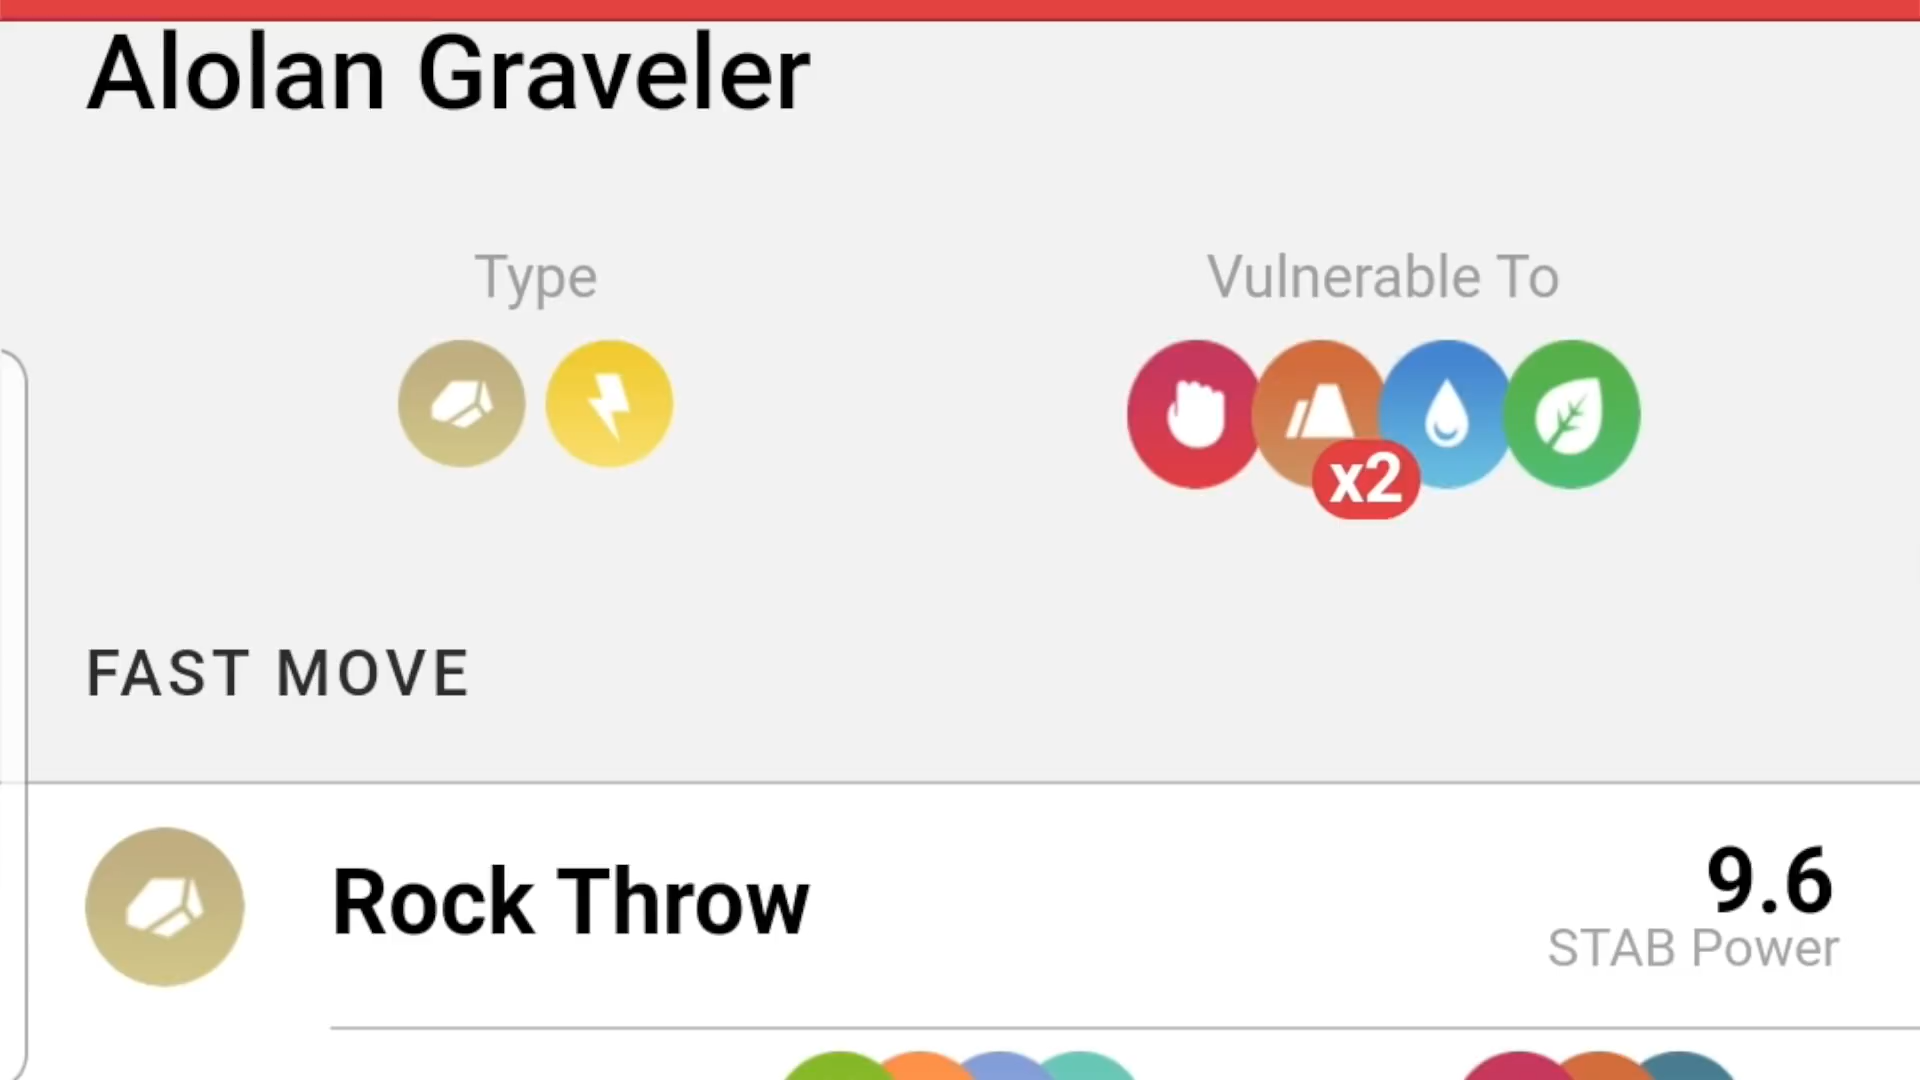 Alolan Graveler
Type
Vulnerable To
x2
FAST MOVE
Rock Throw
9.6
STAB Power